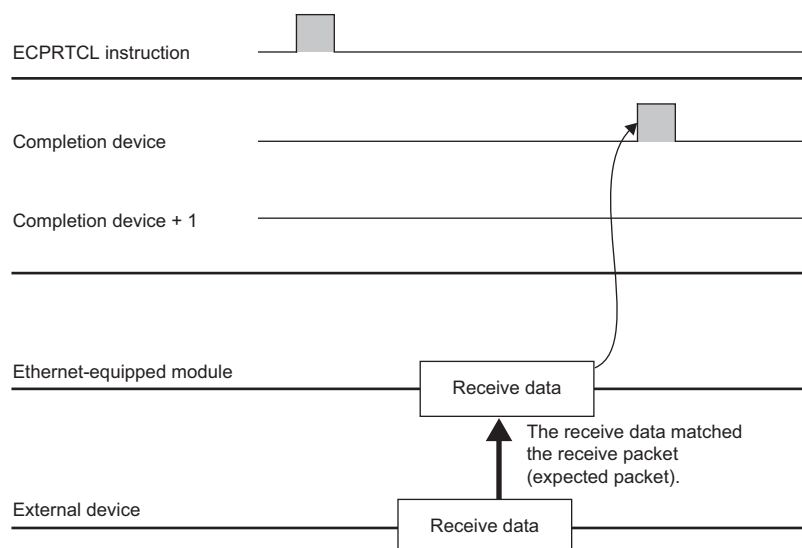 ECPRTCL instruction
Completion device
Completion device + 1
Ethernet-equipped module
Receive data
The receive data matched
the receive packet
(expected packet).
External device
Receive data